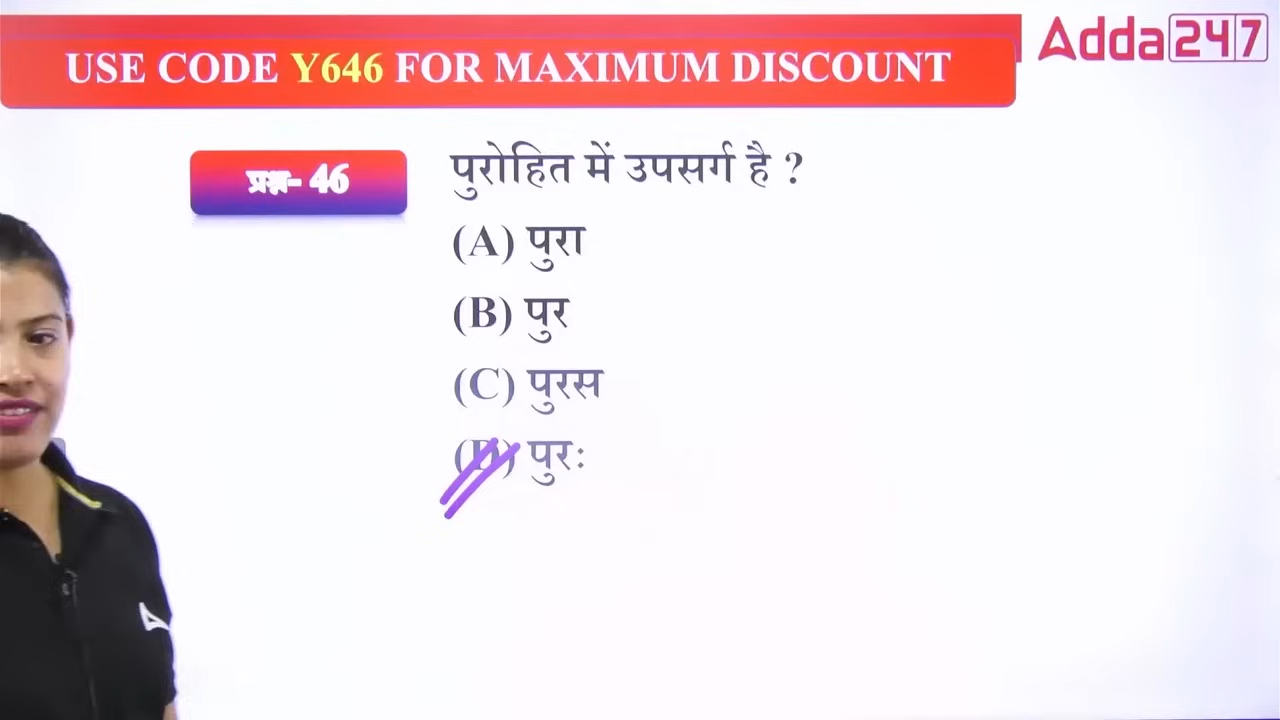 USE CODE Y646 FOR MAXIMUM DISCOUNT
Adda247
प्रश्न- 46
पुरोहित में उपसर्ग है ?
(A) पुरा
(B) पुर
(C) पुरस
(D) पुरः